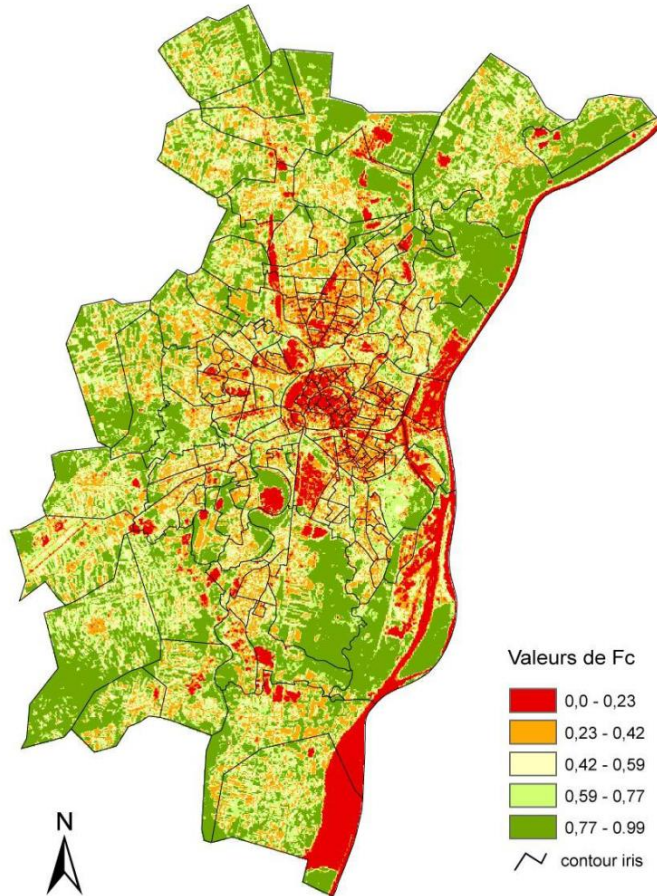 Valeurs de Fc
0,0 - 0,23
0,23 - 0,42
0,42 - 0,59
0,59 - 0,77
0,77 - 0.99
contour iris
N